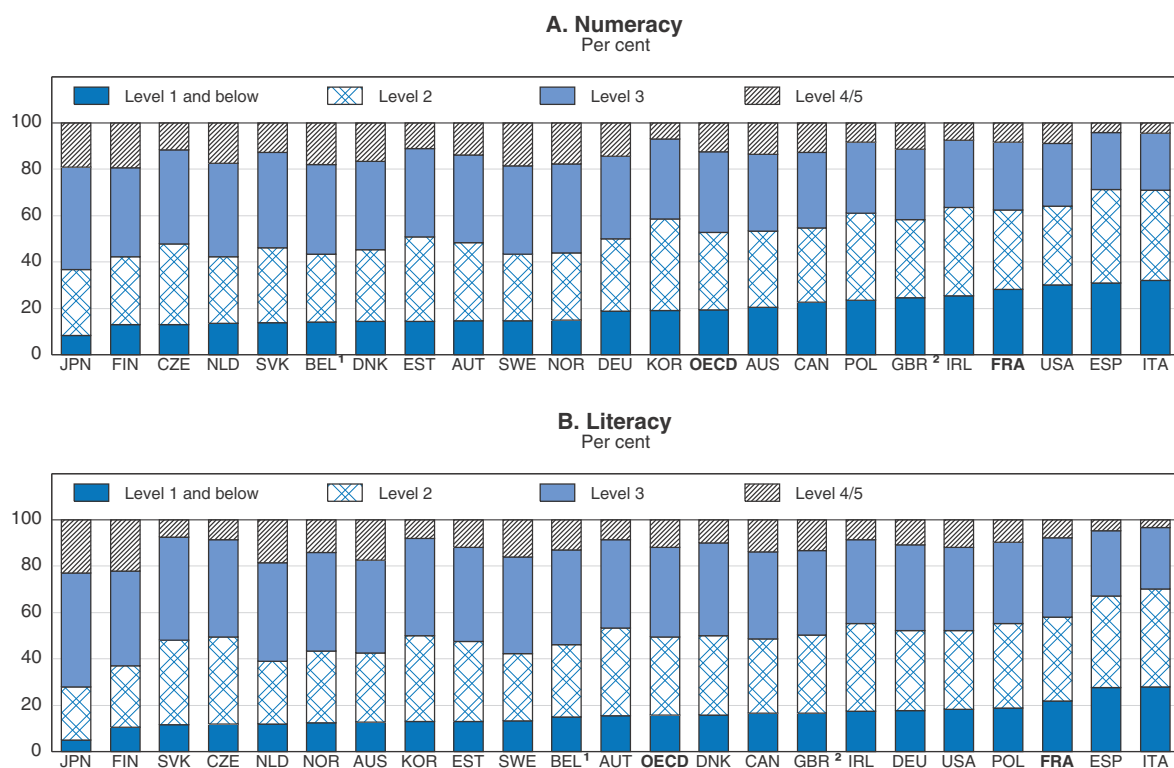 A. Numeracy
Per cent
Level 1 and below Level 2 Level 3 Level 4/5
100
80
60
40
20
0
JPN FIN CZE NLD SVK BEL ¹ DNK EST AUT SWE NOR DEU KOR OECD AUS CAN POL GBR ² IRL FRA USA ESP ITA
B. Literacy
Per cent
Level 1 and below Level 2 Level 3 Level 4/5
100
80
60
40
20
0
JPN FIN SVK CZE NLD NOR AUS KOR EST SWE BEL ¹ AUT OECD DNK CAN GBR ² IRL DEU USA POL FRA ESP ITA